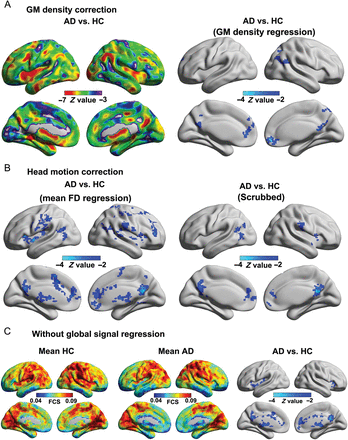 A
GM density correction
AD vs. HC
AD vs. HC
(GM density regression)
−7 Z value −3
−4 Z value −2
B
Head motion correction
AD vs. HC
(mean FD regression)
AD vs. HC
(Scrubbed)
−4 Z value −2
−4 Z value −2
C
Without global signal regression
Mean HC
Mean AD
AD vs. HC
0.04 FCS 0.09
0.04 FCS 0.09
−4 Z value −2